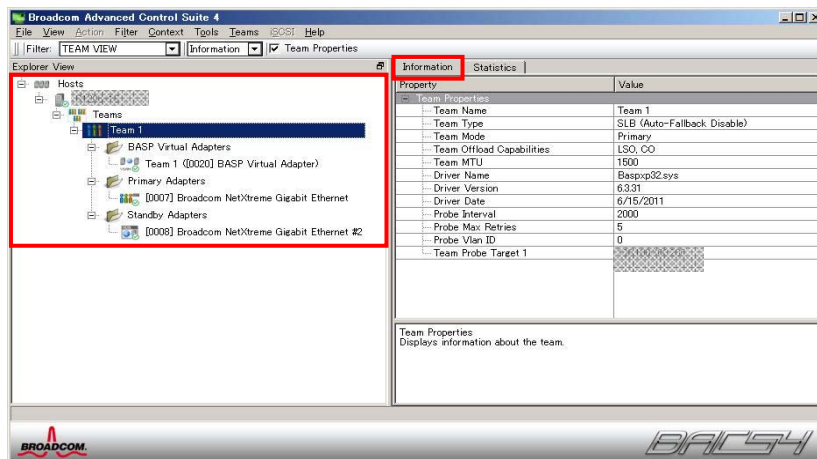 Broadcom Advanced Control Suite 4
File View Action Filter Context Tools Teams iSCSI Help
Filter: TEAM VIEW Information Team Properties
Explorer View
Hosts
Teams
Team 1
BASP Virtual Adapters
Team 1 ([0020] BASP Virtual Adapter)
Primary Adapters
[0007] Broadcom NetXtreme Gigabit Ethernet
Standby Adapters
[0008] Broadcom NetXtreme Gigabit Ethernet #2
Information Statistics
Property Value
Team Properties
Team Name Team 1
Team Type SLB (Auto-Fallback Disable)
Team Mode Primary
Team Offload Capabilities LSO, CO
Team MTU 1500
Driver Name Baspxp32.sys
Driver Version 6.3.31
Driver Date 6/15/2011
Probe Interval 2000
Probe Max Retries 5
Probe Vlan ID 0
Team Probe Target 1
Team Properties
Displays information about the team.
BROADCOM.
BACS4